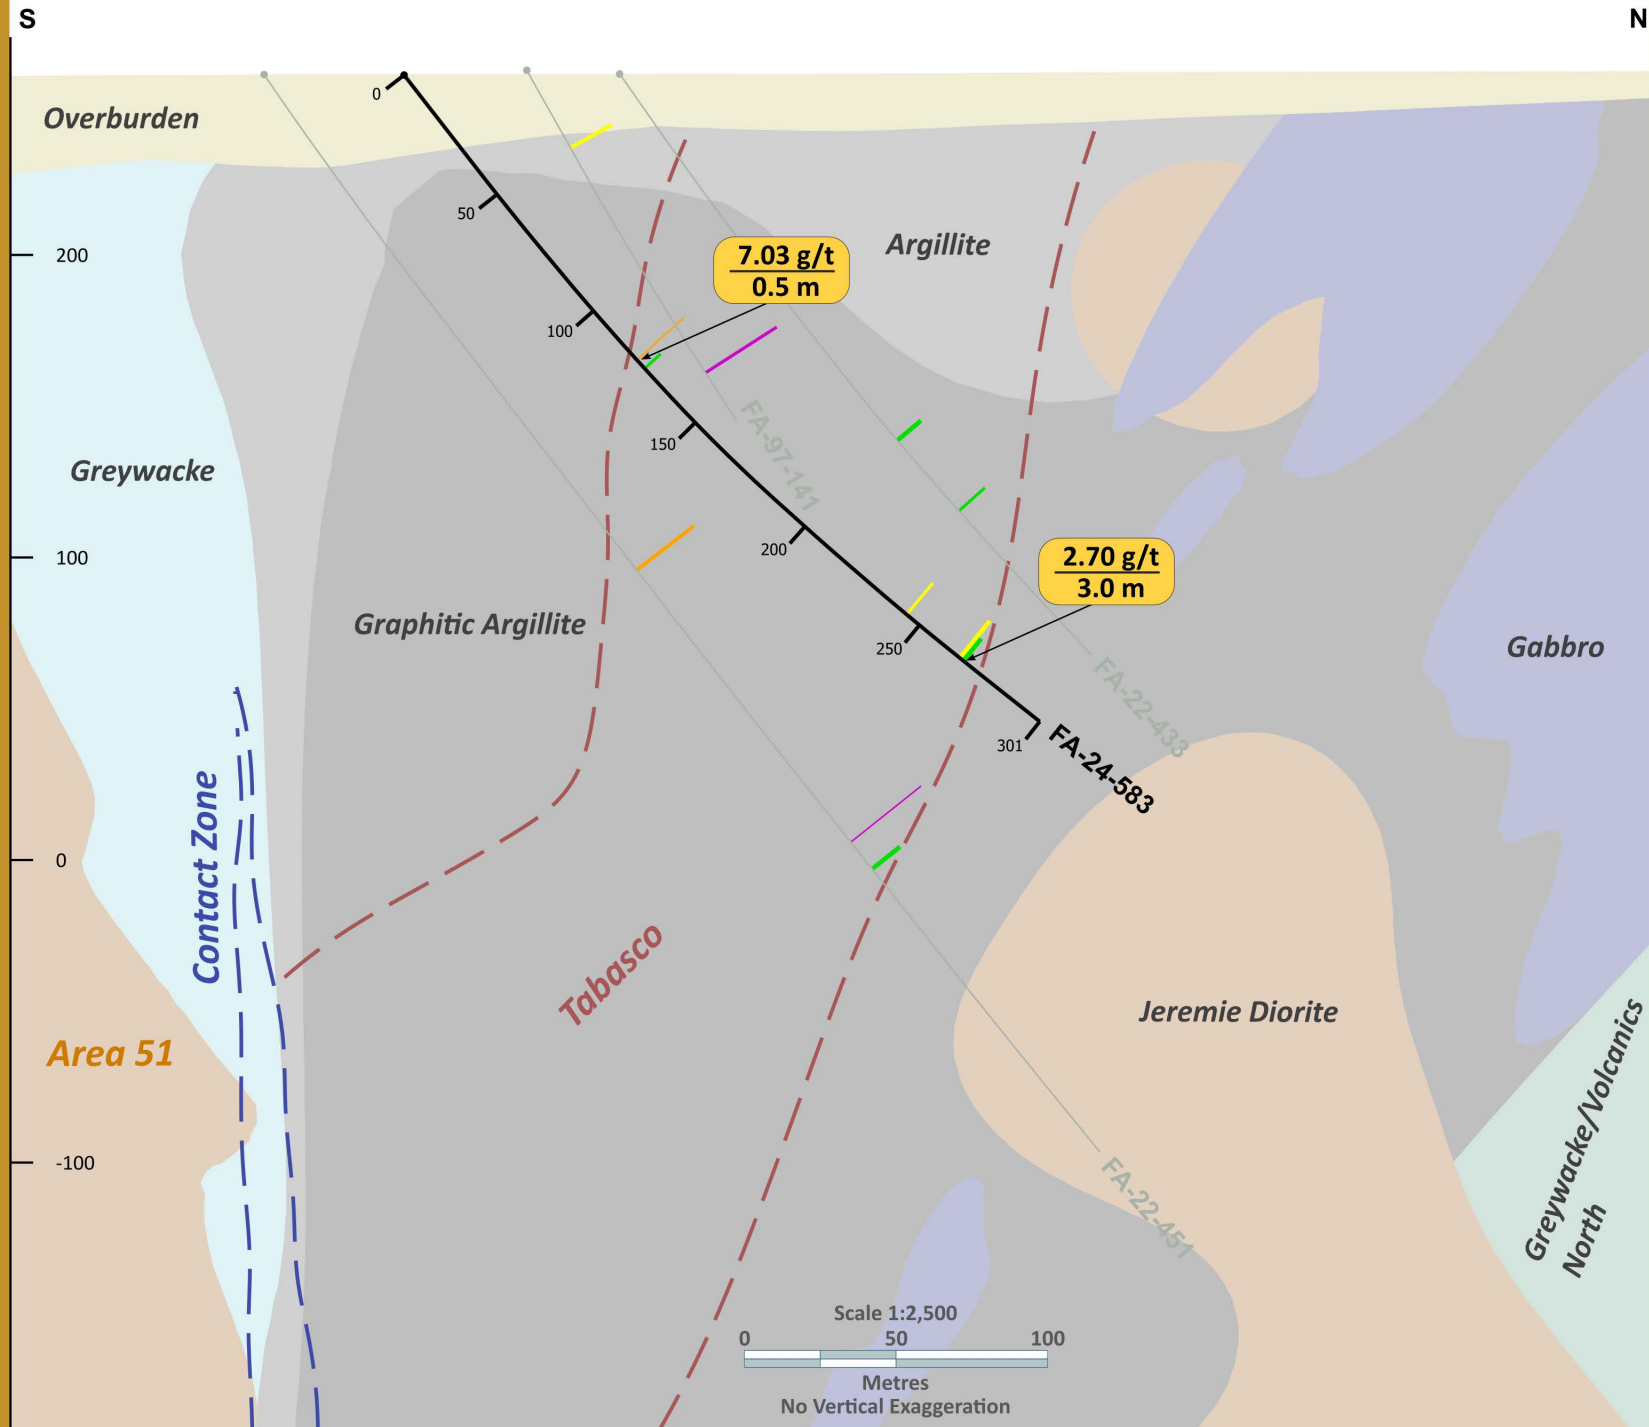 S
N
0
Overburden
50
200
7.03 g/t
0.5 m
Argillite
100
150
FA-97-141
Greywacke
100
200
2.70 g/t
3.0 m
Graphitic Argillite
250
Gabbro
FA-22-433
301
FA-24-583
Contact Zone
0
Tabasco
Jeremie Diorite
Area 51
Greywacke/Volcanics
North
-100
FA-22-451
Scale 1:2,500
0 50 100
Metres
No Vertical Exaggeration